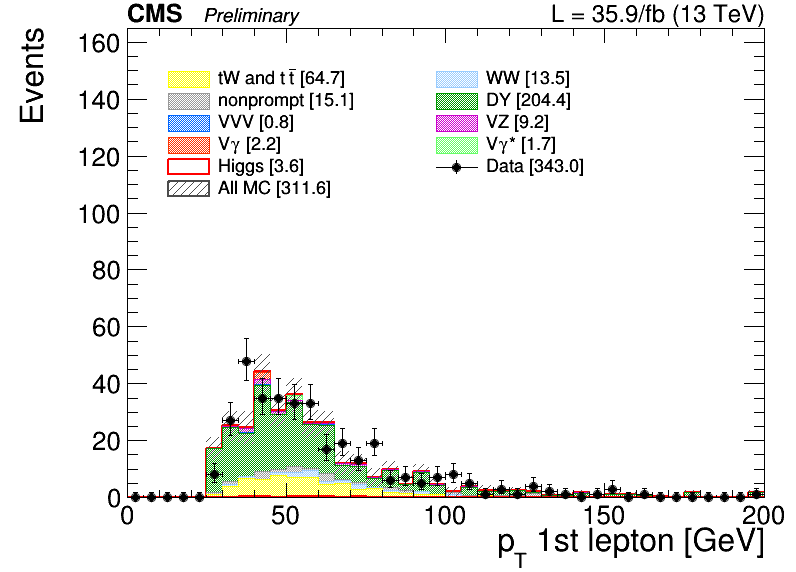 CMS Preliminary L = 35.9/fb (13 TeV)
Events
160
140
120
100
80
60
40
20
0
tW and t t̅ [64.7] WW [13.5]
nonprompt [15.1] DY [204.4]
VVV [0.8] VZ [9.2]
Vγ [2.2] Vγ* [1.7]
Higgs [3.6] Data [343.0]
All MC [311.6]
0 50 100 150 200
p_T 1st lepton [GeV]